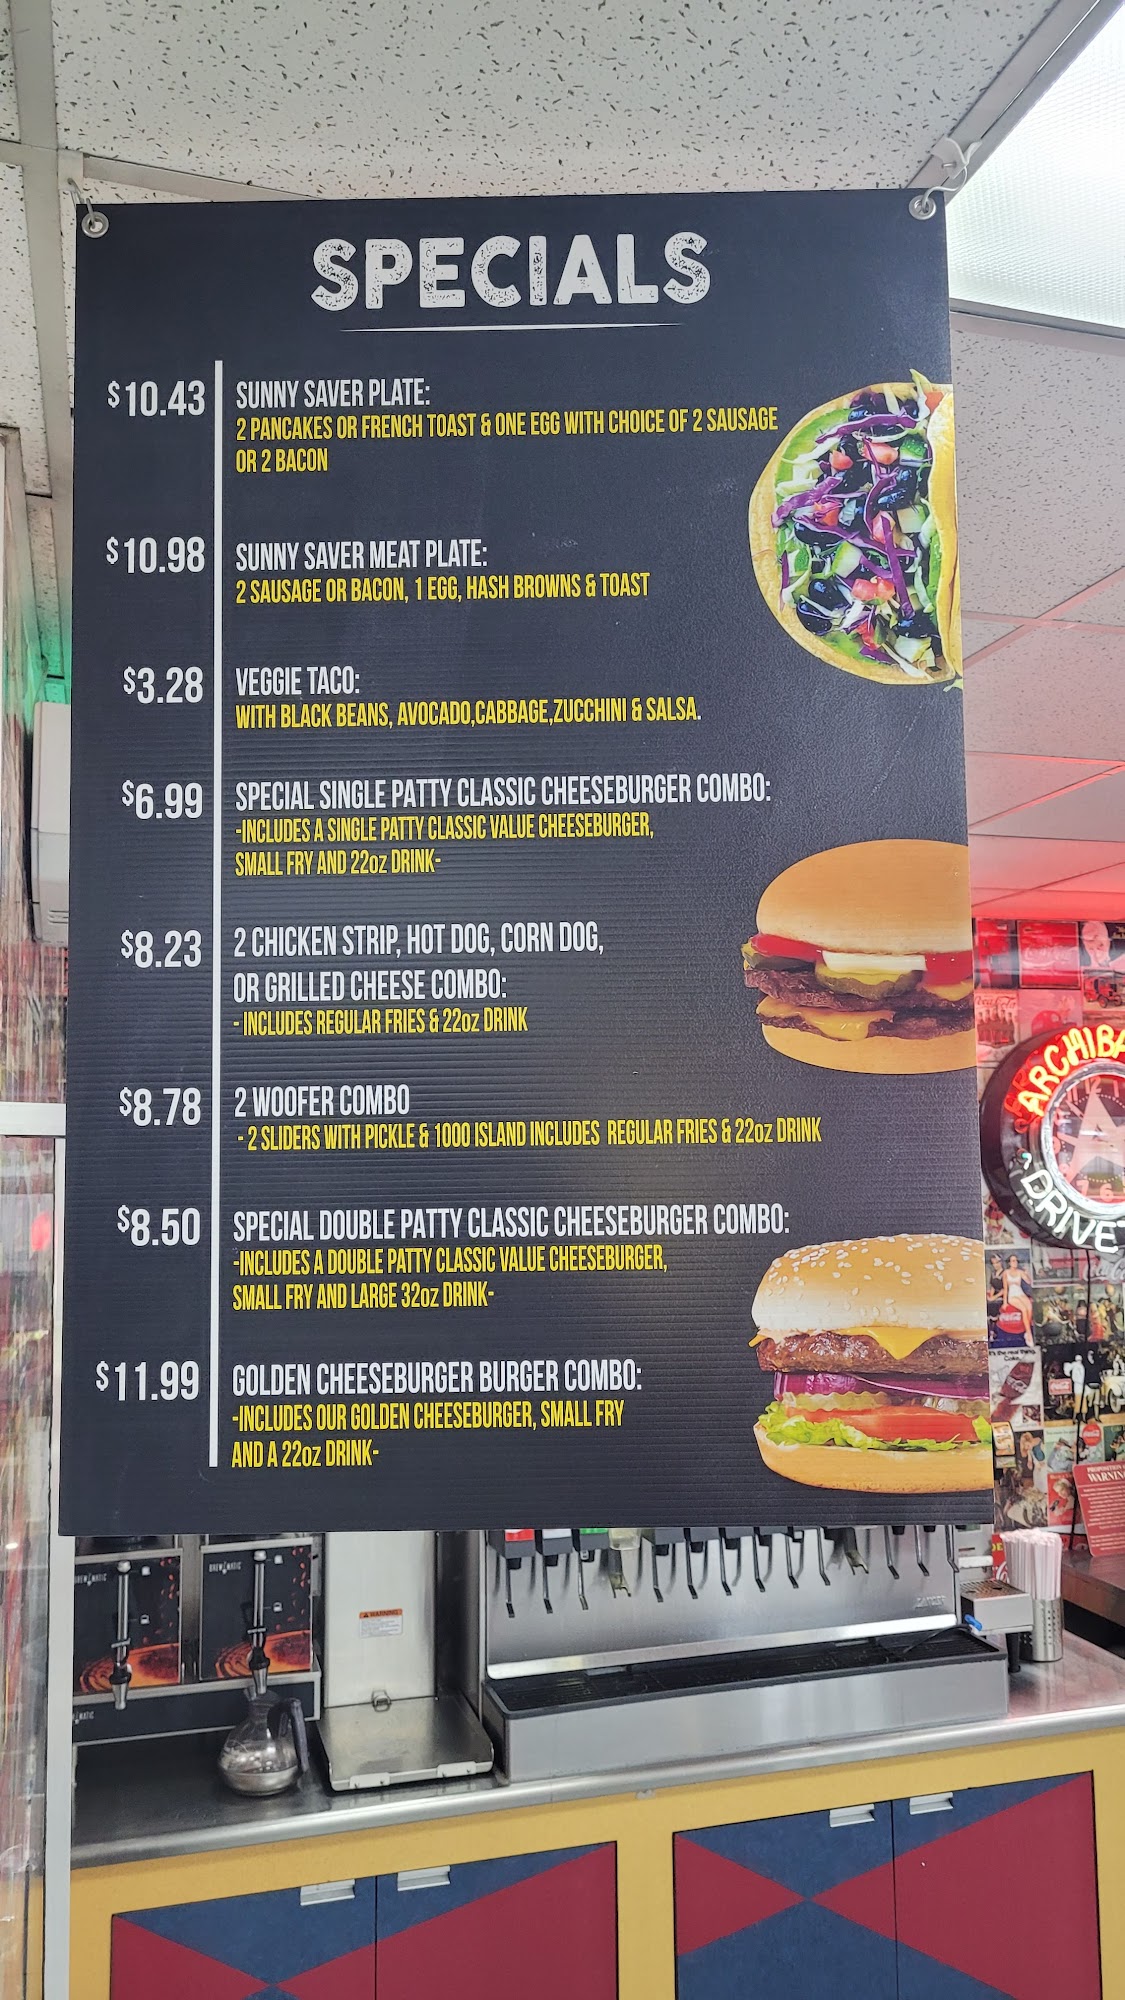 SPECIALS
$10.43 SUNNY SAVER PLATE:
2 PANCAKES OR FRENCH TOAST & ONE EGG WITH CHOICE OF 2 SAUSAGE
OR 2 BACON
$10.98 SUNNY SAVER MEAT PLATE:
2 SAUSAGE OR BACON, 1 EGG, HASH BROWNS & TOAST
$3.28 VEGGIE TACO:
WITH BLACK BEANS, AVOCADO,CABBAGE,ZUCCHINI & SALSA.
$6.99 SPECIAL SINGLE PATTY CLASSIC CHEESEBURGER COMBO:
-INCLUDES A SINGLE PATTY CLASSIC VALUE CHEESEBURGER,
SMALL FRY AND 22oz DRINK-
$8.23 2 CHICKEN STRIP, HOT DOG, CORN DOG,
OR GRILLED CHEESE COMBO:
- INCLUDES REGULAR FRIES & 22oz DRINK
$8.78 2 WOOFER COMBO
- 2 SLIDERS WITH PICKLE & 1000 ISLAND INCLUDES REGULAR FRIES & 22oz DRINK
$8.50 SPECIAL DOUBLE PATTY CLASSIC CHEESEBURGER COMBO:
-INCLUDES A DOUBLE PATTY CLASSIC VALUE CHEESEBURGER,
SMALL FRY AND LARGE 32oz DRINK-
$11.99 GOLDEN CHEESEBURGER BURGER COMBO:
-INCLUDES OUR GOLDEN CHEESEBURGER, SMALL FRY
AND A 22oz DRINK-
ARCHIBA
DRIVE
WARNING